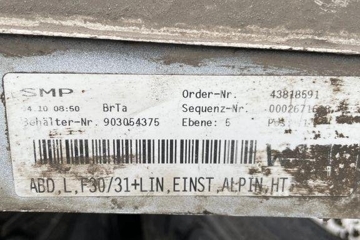 SMP Order-Nr. 43818591
4.10 08:50 BrTa Sequenz-Nr.
Behälter-Nr. 903054375 Ebene: 5
ABD,L,F30/31+LIN,EINST,ALPIN,HT